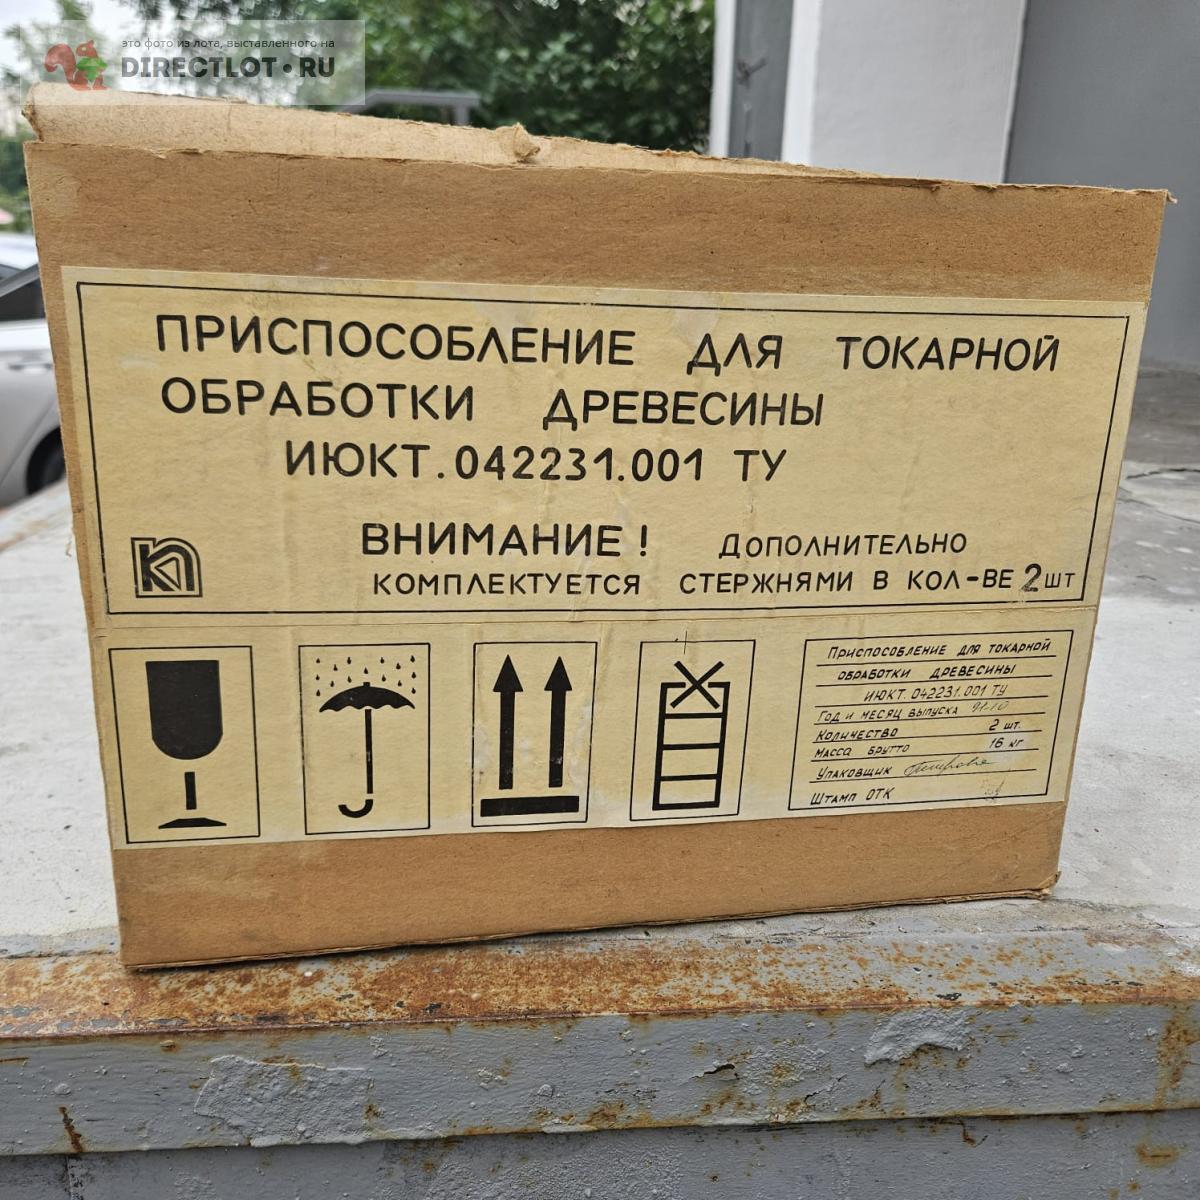 это фото из лота, выставленного на
DIRECTLOT.RU
ПРИСПОСОБЛЕНИЕ ДЛЯ ТОКАРНОЙ
ОБРАБОТКИ ДРЕВЕСИНЫ
ИЮКТ.042231.001 ТУ
ВНИМАНИЕ! ДОПОЛНИТЕЛЬНО
КОМПЛЕКТУЕТСЯ СТЕРЖНЯМИ В КОЛ-ВЕ 2 ШТ
ПРИСПОСОБЛЕНИЕ ДЛЯ ТОКАРНОЙ
ОБРАБОТКИ ДРЕВЕСИНЫ
ИЮКТ.042231.001 ТУ
ГОД И МЕСЯЦ ВЫПУСКА 91-10
КОЛИЧЕСТВО 2 ШТ.
МАССА БРУТТО 16 КГ
УПАКОВЩИК
ШТАМП ОТК